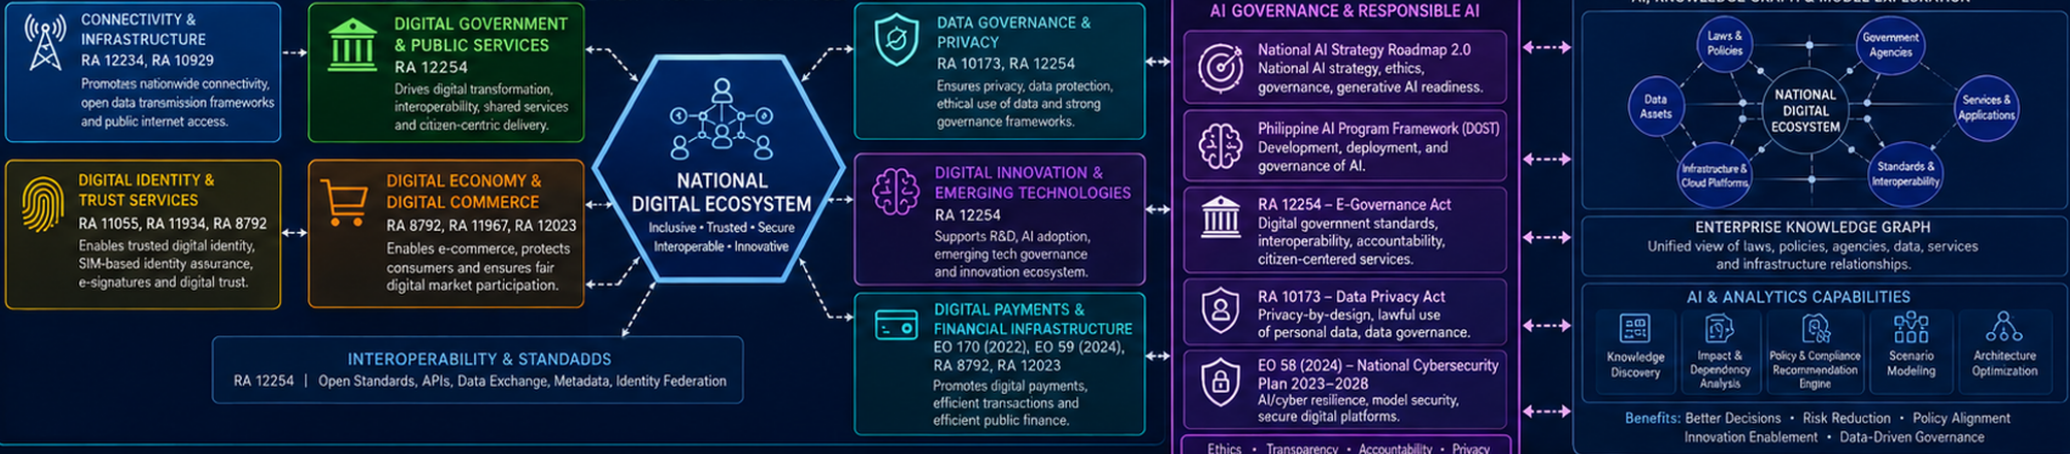 CONNECTIVITY &
INFRASTRUCTURE
RA 12234, RA 10929
Promotes nationwide connectivity,
open data transmission frameworks
and public internet access.
DIGITAL GOVERNMENT
& PUBLIC SERVICES
RA 12254
Drives digital transformation,
interoperability, shared services
and citizen-centric delivery.
DIGITAL IDENTITY &
TRUST SERVICES
RA 11055, RA 11934, RA 8792
Enables trusted digital identity,
SIM-based identity assurance,
e-signatures and digital trust.
DIGITAL ECONOMY &
DIGITAL COMMERCE
RA 8792, RA 11967, RA 12023
Enables e-commerce, protects
consumers and ensures fair
digital market participation.
NATIONAL
DIGITAL ECOSYSTEM
Inclusive • Trusted • Secure
Interoperable • Innovative
INTEROPERABILITY & STANDADDS
RA 12254 | Open Standards, APIs, Data Exchange, Metadata, Identity Federation
DATA GOVERNANCE &
PRIVACY
RA 10173, RA 12254
Ensures privacy, data protection,
ethical use of data and strong
governance frameworks.
DIGITAL INNOVATION &
EMERGING TECHNOLOGIES
RA 12254
Supports R&D, AI adoption,
emerging tech governance
and innovation ecosystem.
DIGITAL PAYMENTS &
FINANCIAL INFRASTRUCTURE
EO 170 (2022), EO 59 (2024),
RA 8792, RA 12023
Promotes digital payments,
efficient transactions and
efficient public finance.
AI GOVERNANCE & RESPONSIBLE AI
National AI Strategy Roadmap 2.0
National AI strategy, ethics,
governance, generative AI readiness.
Philippine AI Program Framework (DOST)
Development, deployment, and
governance of AI.
RA 12254 – E-Governance Act
Digital government standards,
interoperability, accountability,
citizen-centered services.
RA 10173 – Data Privacy Act
Privacy-by-design, lawful use
of personal data, data governance.
EO 58 (2024) – National Cybersecurity
Plan 2023–2028
AI/cyber resilience, model security,
secure digital platforms.
Ethics • Transparency • Accountability • Privacy
AI, KNOWLEDGE GRAPH & MODEL EXPLORATION
Laws &
Policies
Government
Agencies
Data
Assets
NATIONAL
DIGITAL
ECOSYSTEM
Services &
Applications
Infrastructure &
Cloud Platforms
Standards &
Interoperability
ENTERPRISE KNOWLEDGE GRAPH
Unified view of laws, policies, agencies, data, services
and infrastructure relationships.
AI & ANALYTICS CAPABILITIES
Knowledge
Discovery
Impact &
Dependency
Analysis
Policy & Compliance
Recommendation
Engine
Scenario
Modeling
Architecture
Optimization
Benefits: Better Decisions • Risk Reduction • Policy Alignment
Innovation Enablement • Data-Driven Governance